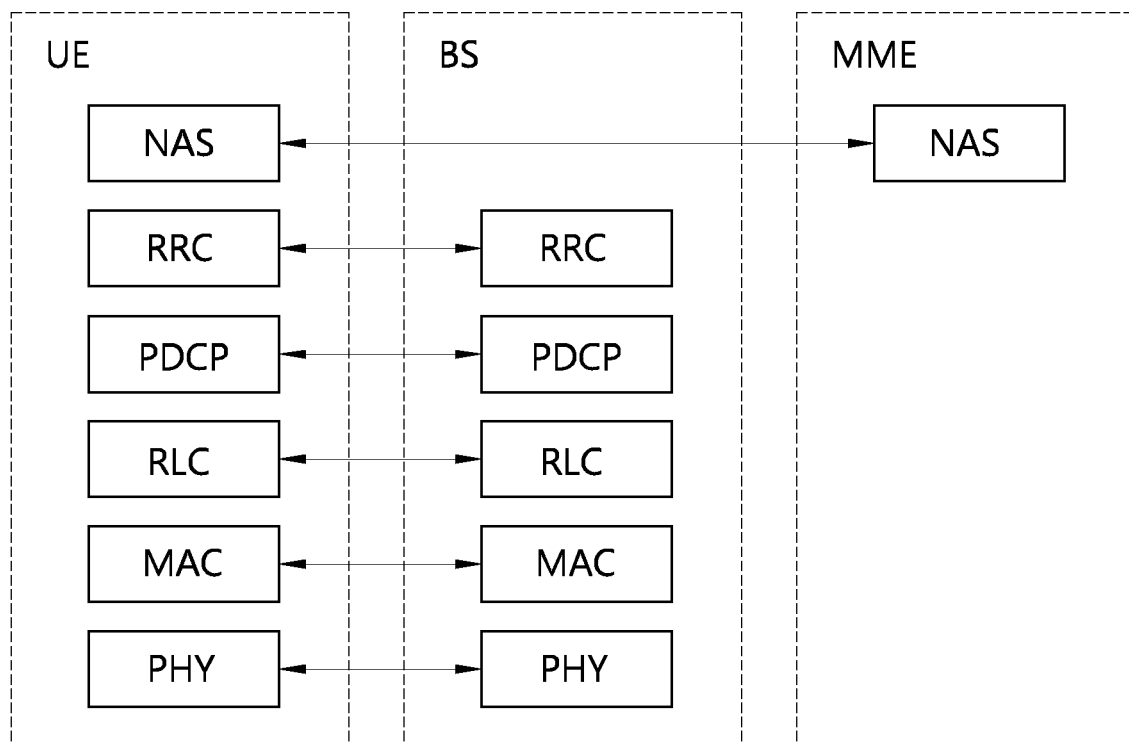 UE BS MME
NAS NAS
RRC RRC
PDCP PDCP
RLC RLC
MAC MAC
PHY PHY